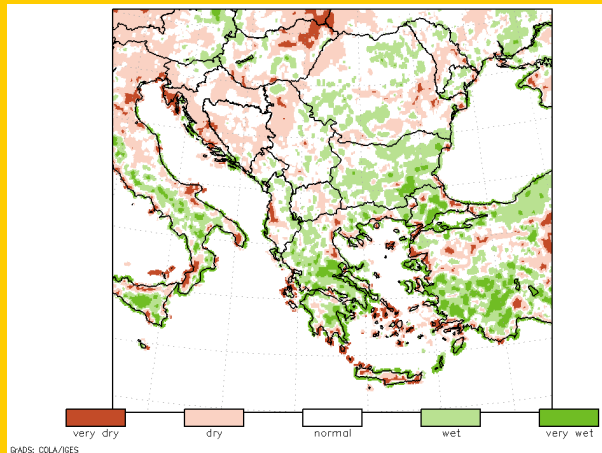 very dry
dry
normal
wet
very wet
GrADS: COLA/IGES